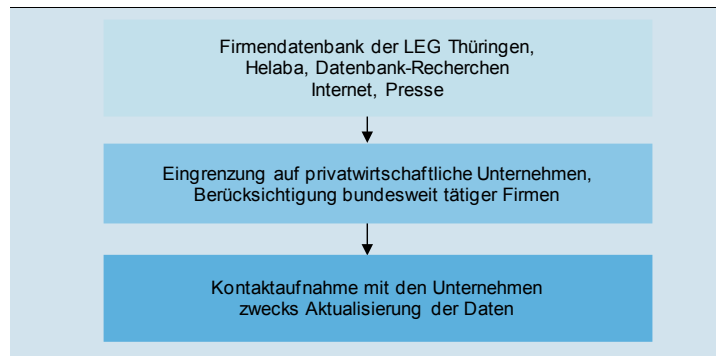 Firmendatenbank der LEG Thüringen,
Helaba, Datenbank-Recherchen
Internet, Presse
Eingrenzung auf privatwirtschaftliche Unternehmen,
Berücksichtigung bundesweit tätiger Firmen
Kontaktaufnahme mit den Unternehmen
zwecks Aktualisierung der Daten